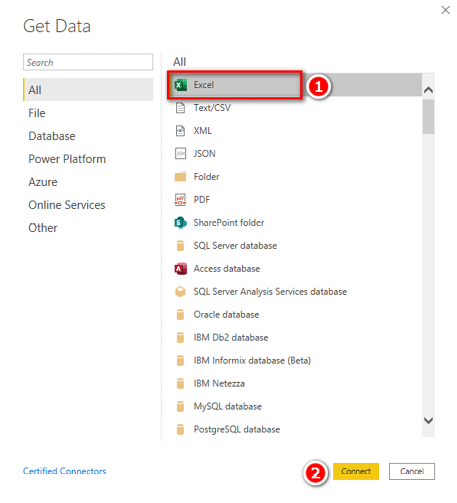 Get Data
Search
All
File
Database
Power Platform
Azure
Online Services
Other
All
Excel
1
Text/CSV
XML
JSON
Folder
PDF
SharePoint folder
SQL Server database
Access database
SQL Server Analysis Services database
Oracle database
IBM Db2 database
IBM Informix database (Beta)
IBM Netezza
MySQL database
PostgreSQL database
Certified Connectors
2
Connect
Cancel